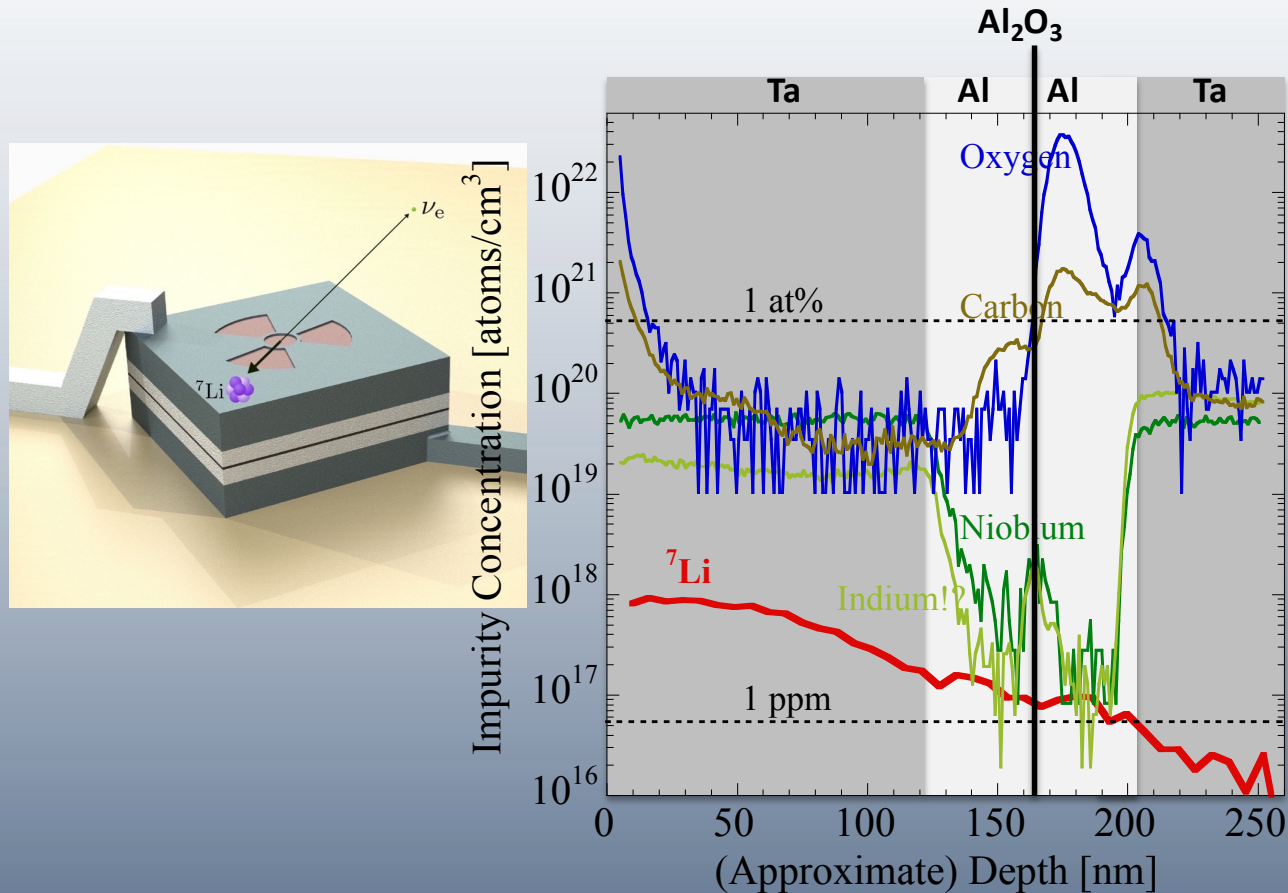 Al₂O₃
Ta Al Al Ta
Oxygen
1 at%
Carbon
Niobium
⁷Li
Indium!?
1 ppm
10²²
10²¹
10²⁰
10¹⁹
10¹⁸
10¹⁷
10¹⁶
Impurity Concentration [atoms/cm³]
0 50 100 150 200 250
(Approximate) Depth [nm]
νₑ
⁷Li